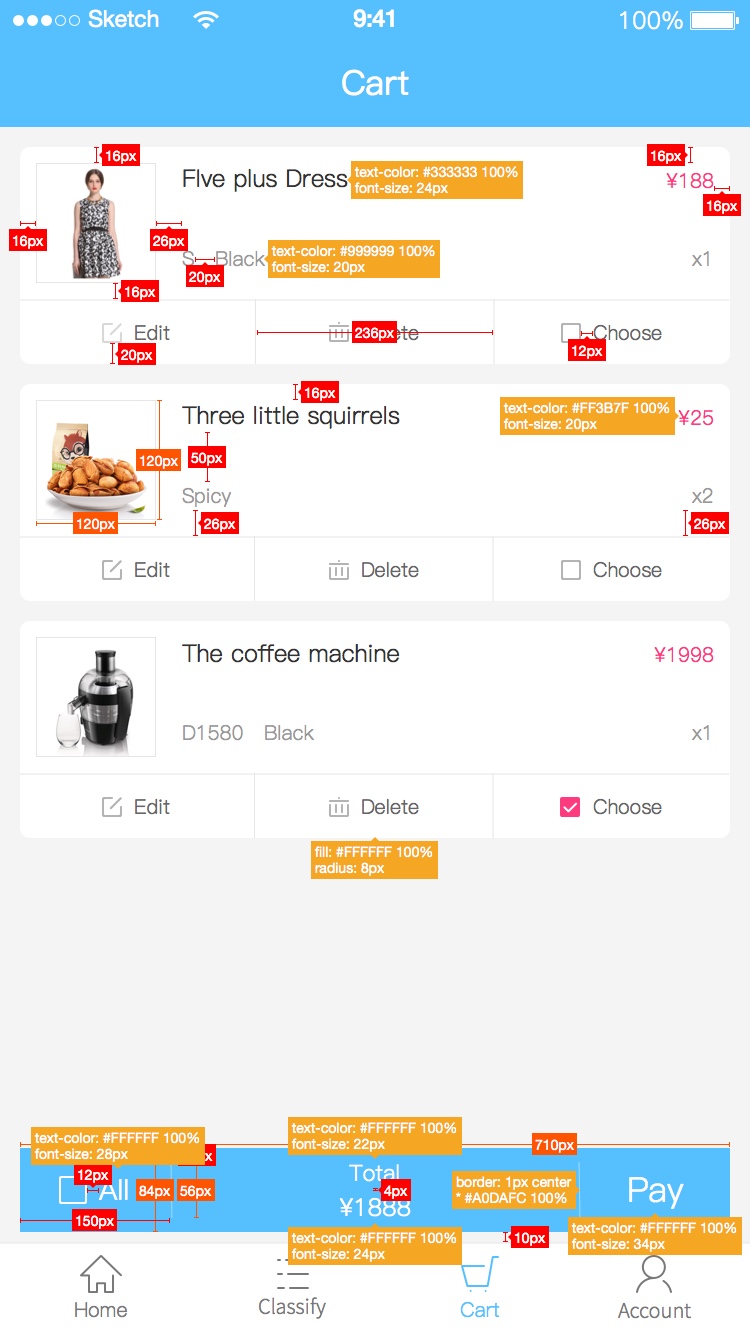 Sketch 9:41 100%
Cart
16px 16px
FIve plus Dress text-color: #333333 100% ¥188
font-size: 24px
16px
16px 26px
S Black text-color: #999999 100% x1
font-size: 20px
20px
16px
Edit 236px Choose
20px 12px
16px
Three little squirrels text-color: #FF3B7F 100% ¥25
font-size: 20px
120px 50px
Spicy x2
120px 26px 26px
Edit Delete Choose
The coffee machine ¥1998
D1580 Black x1
Edit Delete Choose
fill: #FFFFFF 100%
radius: 8px
text-color: #FFFFFF 100%
font-size: 22px
text-color: #FFFFFF 100%
font-size: 28px
710px
12px Total
All 84px 56px 4px border: 1px center
* #A0DAFC 100% Pay
¥1888
150px
text-color: #FFFFFF 100%
font-size: 34px
text-color: #FFFFFF 100%
font-size: 24px
10px
Home Classify Cart Account